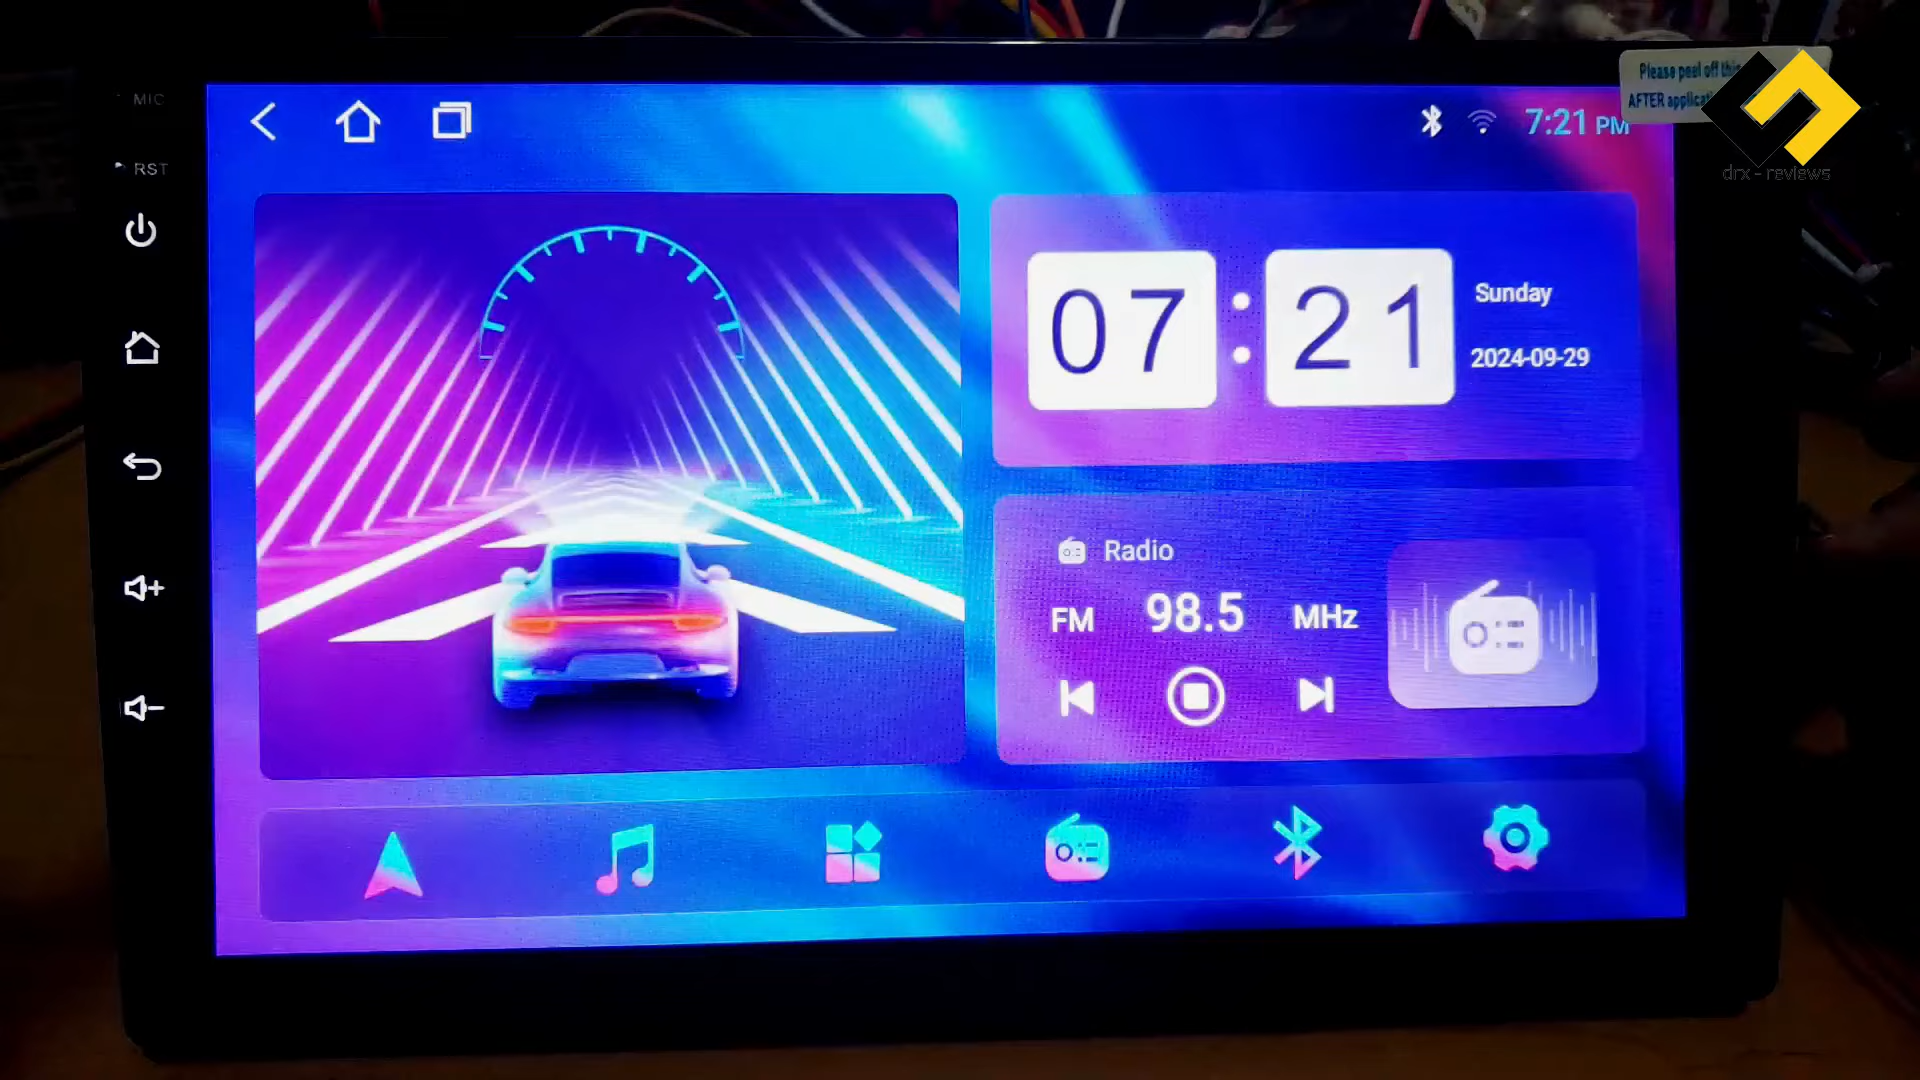 MIC
RST
7:21 PM
Please peel off this
AFTER
drx - reviews
07:21
Sunday
2024-09-29
Radio
FM 98.5 MHz